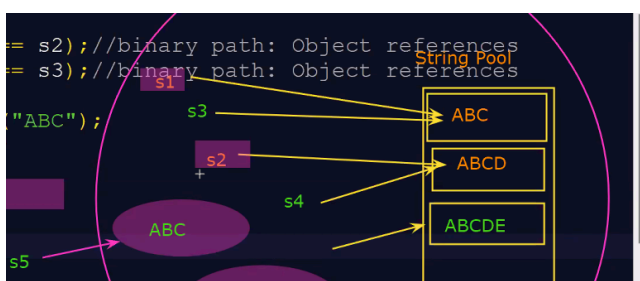 == s2);//binary path: Object references
== s3);//binary path: Object references
String Pool
s1
ABC
s3
("ABC");
ABCD
s2
s4
ABCDE
ABC
s5